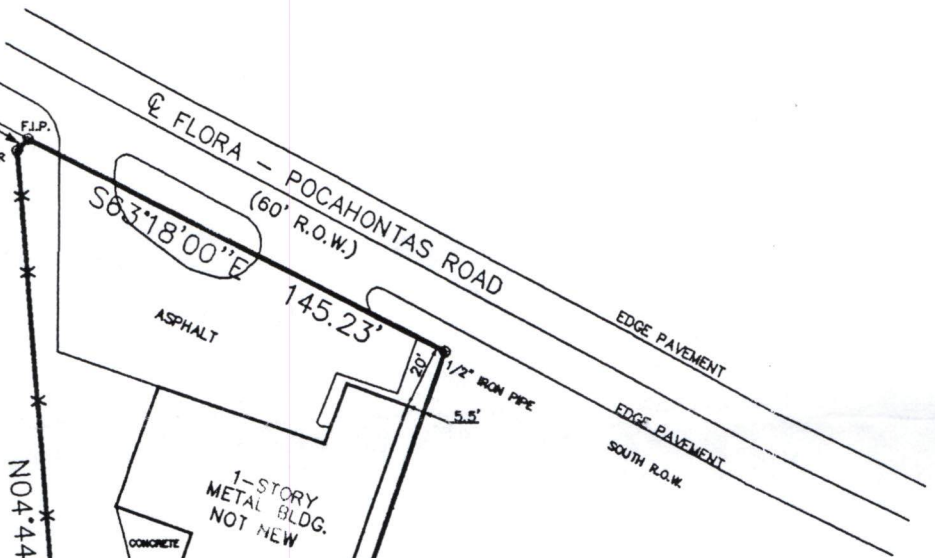 ℄ FLORA – POCAHONTAS ROAD
(60' R.O.W.)
F.I.P.
S63°18'00"E
145.23'
ASPHALT
20'
1/2" IRON PIPE
5.5'
EDGE PAVEMENT
EDGE PAVEMENT
SOUTH R.O.W.
1–STORY
METAL BLDG.
NOT NEW
CONCRETE
N04°44